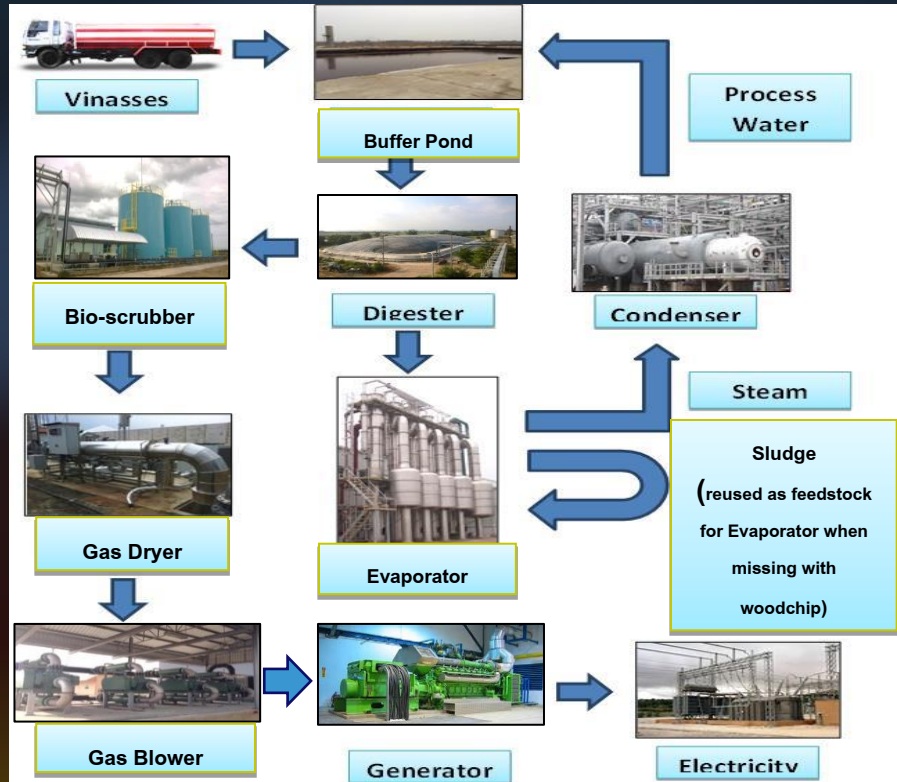 Vinasses
Buffer Pond
Process
Water
Bio-scrubber
Digester
Condenser
Steam
Sludge
(reused as feedstock
for Evaporator when
missing with
woodchip)
Gas Dryer
Evaporator
Gas Blower
Generator
Electricity